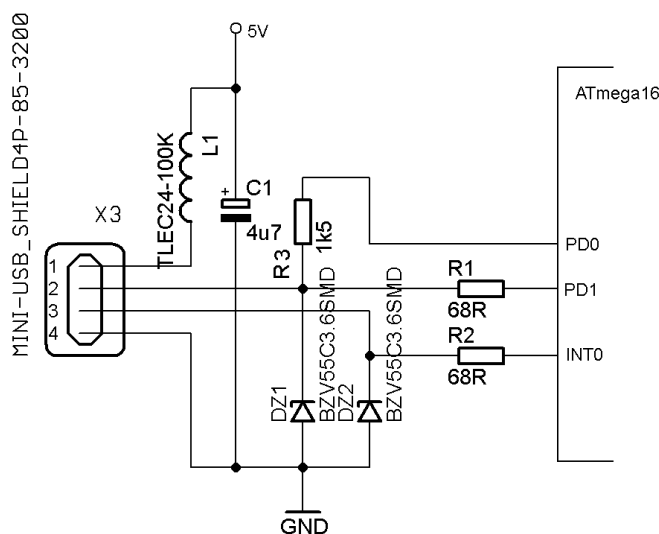 MINI-USB_SHIELD4P-85-3200
5V
ATmega16
L1
TLEC24-100K
+
C1
4u7
X3
1k5
R3
PD0
1
2
3
4
R1
68R
PD1
R2
68R
INT0
DZ1
BZV55C3.6SMD
DZ2
BZV55C3.6SMD
GND